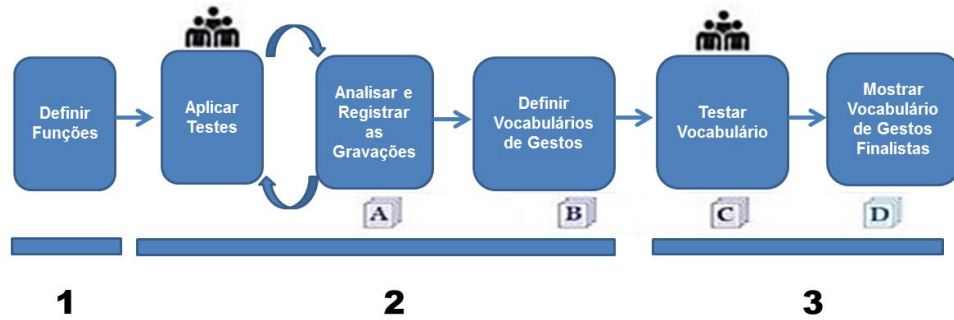 Definir
Funções
Aplicar
Testes
Analisar e
Registrar
as
Gravações
Definir
Vocabulários
de Gestos
Testar
Vocabulário
Mostrar
Vocabulário
de Gestos
Finalistas
A
B
C
D
1
2
3